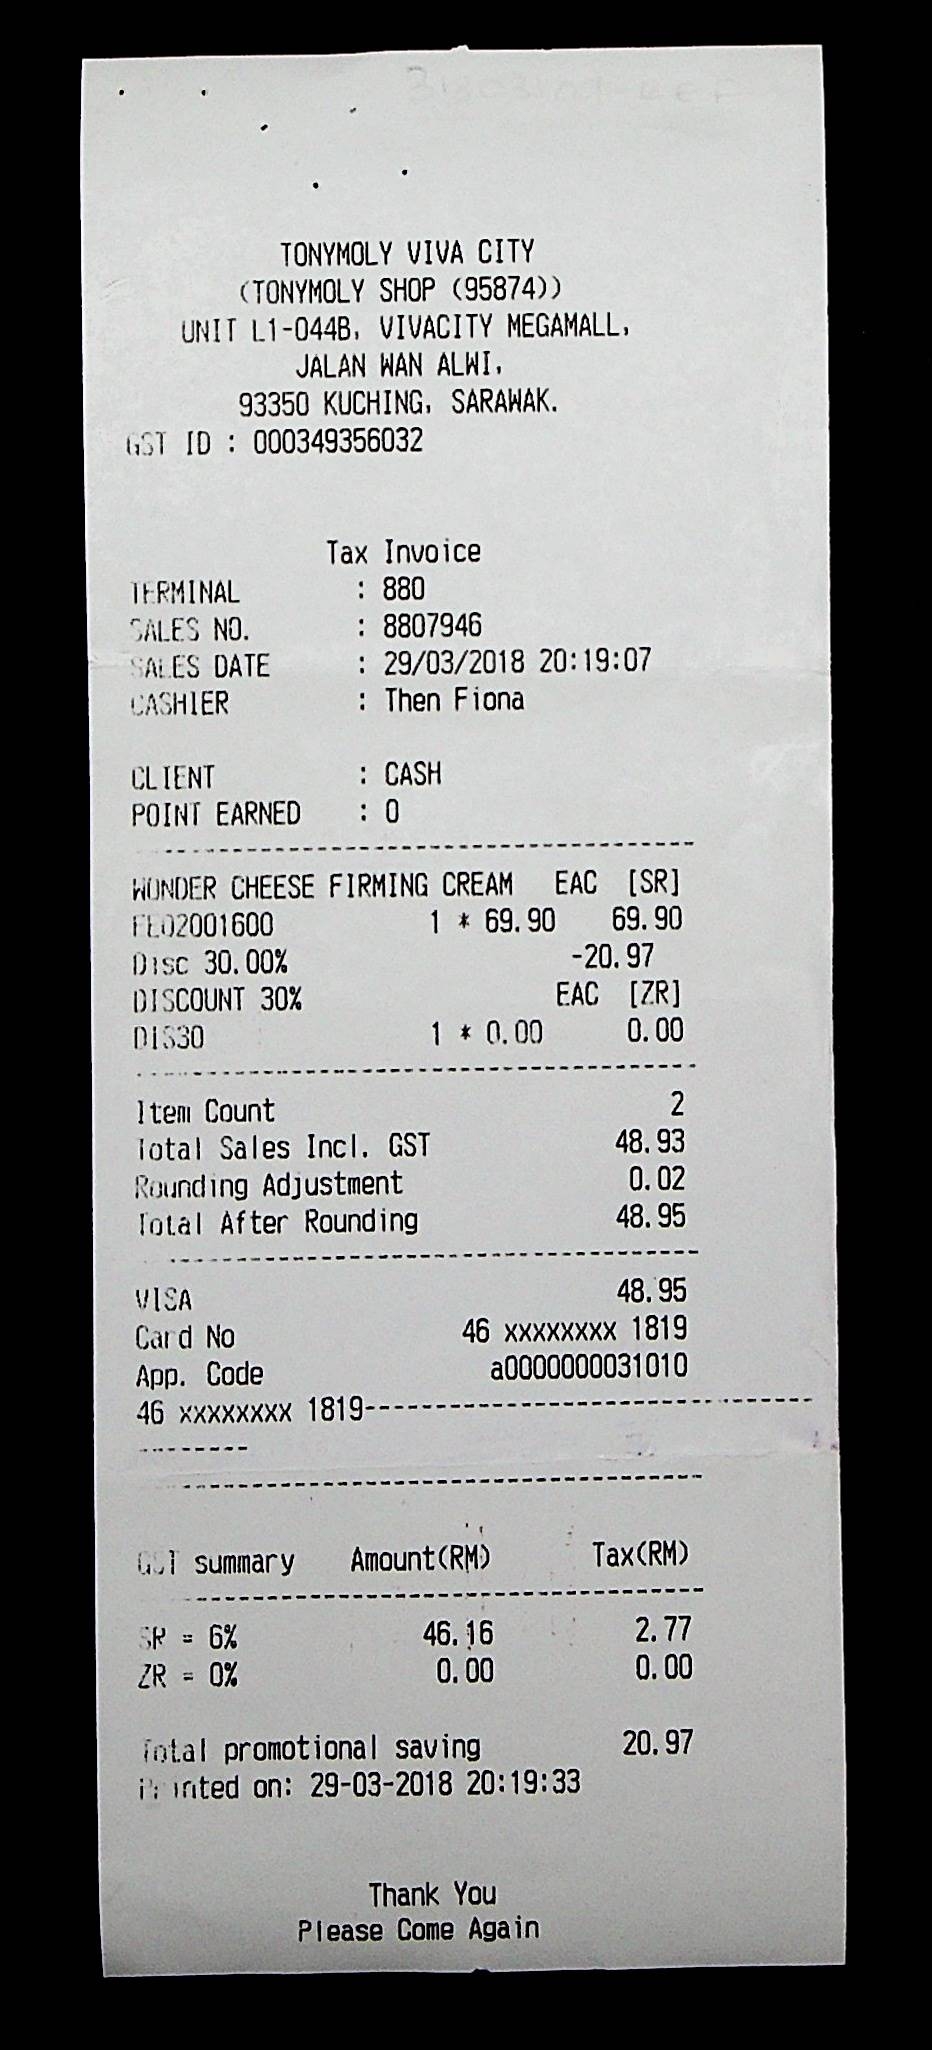 TONYMOLY VIVA CITY
(TONYMOLY SHOP (95874))
UNIT L1-044B, VIVACITY MEGAMALL,
JALAN WAN ALWI,
93350 KUCHING, SARAWAK.
GST ID : 000349356032
Tax Invoice
TERMINAL : 880
SALES NO. : 8807946
SALES DATE : 29/03/2018 20:19:07
CASHIER : Then Fiona
CLIENT : CASH
POINT EARNED : 0
WONDER CHEESE FIRMING CREAM EAC [SR]
FE02001600 1 * 69.90 69.90
Disc 30.00% -20.97
DISCOUNT 30% EAC [ZR]
DIS30 1 * 0.00 0.00
Item Count 2
Total Sales Incl. GST 48.93
Rounding Adjustment 0.02
Total After Rounding 48.95
VISA 48.95
Card No 46 xxxxxxxx 1819
App. Code a0000000031010
46 xxxxxxxx 1819--------------------------------
--------
GST summary Amount(RM) Tax(RM)
SR = 6% 46.16 2.77
ZR = 0% 0.00 0.00
Total promotional saving 20.97
Printed on: 29-03-2018 20:19:33
Thank You
Please Come Again